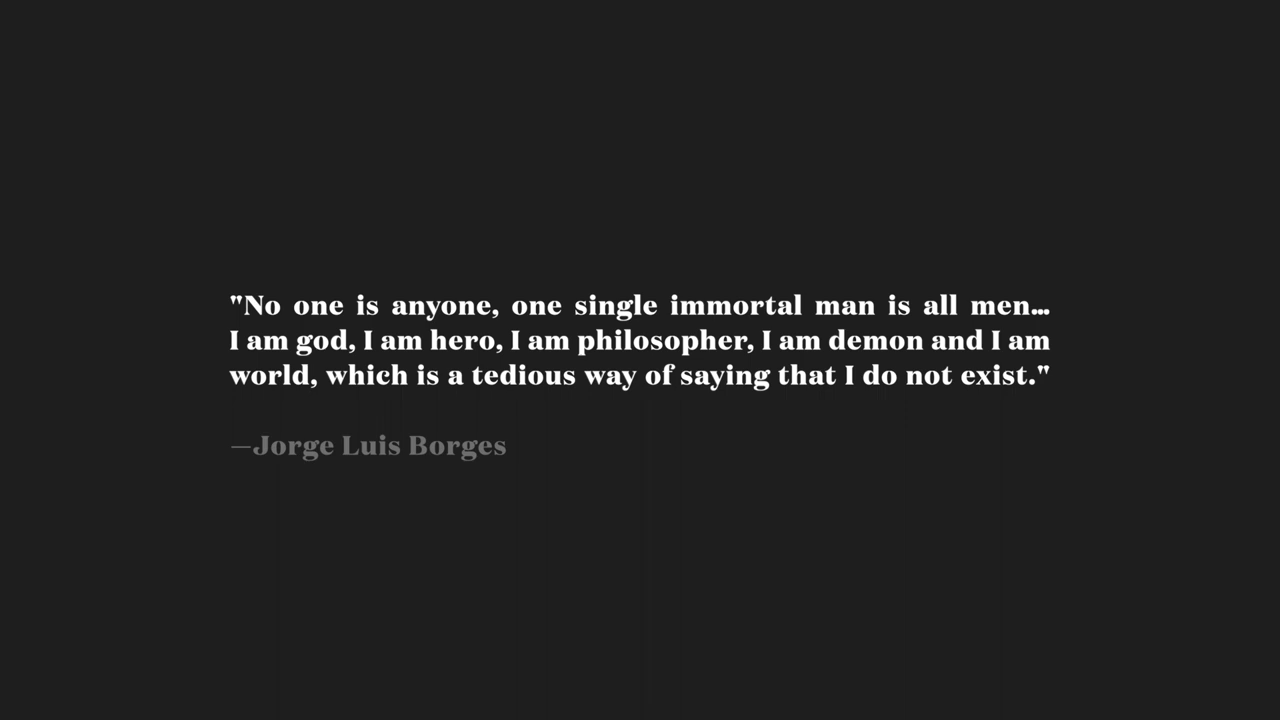 "No one is anyone, one single immortal man is all men...
I am god, I am hero, I am philosopher, I am demon and I am
world, which is a tedious way of saying that I do not exist."
—Jorge Luis Borges